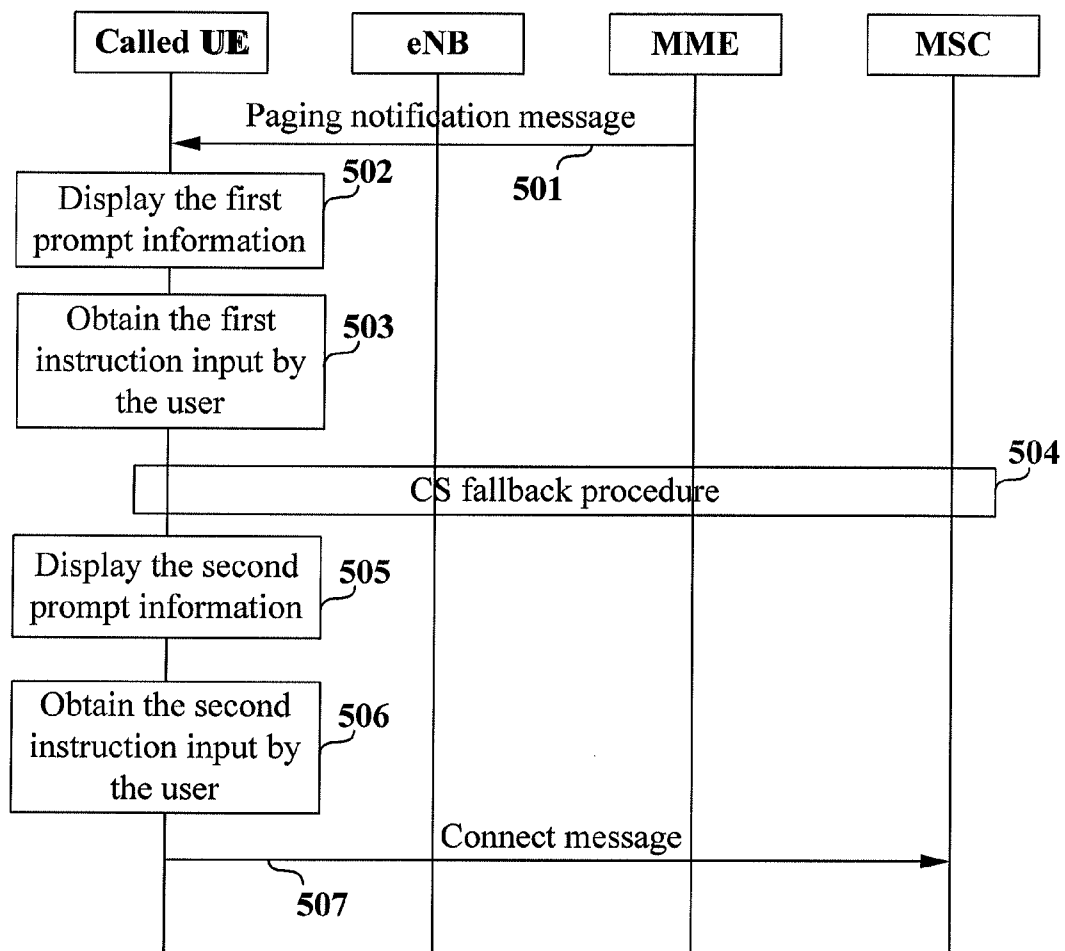 Called UE
eNB
MME
MSC
Paging notification message
501
502
Display the first
prompt information
503
Obtain the first
instruction input by
the user
504
CS fallback procedure
505
Display the second
prompt information
506
Obtain the second
instruction input by
the user
Connect message
507